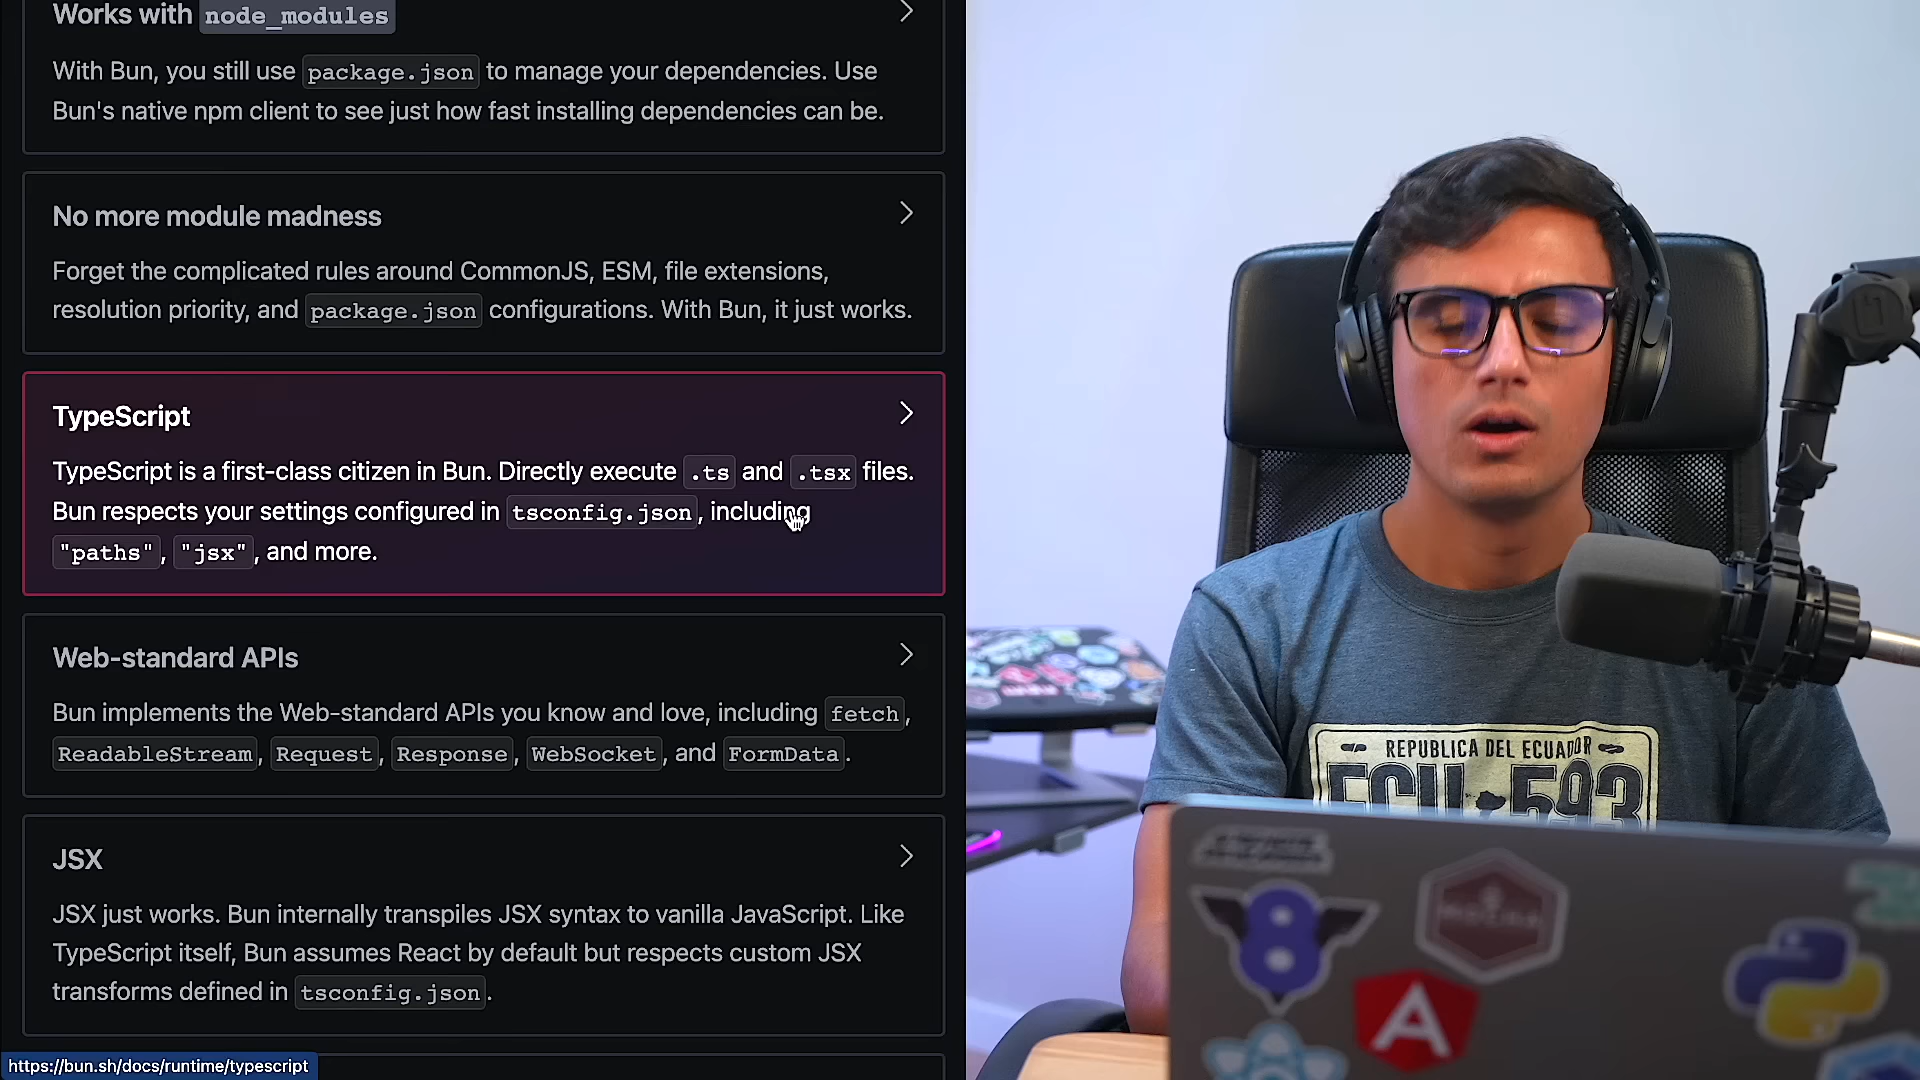 Works with node_modules
With Bun, you still use package.json to manage your dependencies. Use
Bun's native npm client to see just how fast installing dependencies can be.
No more module madness
Forget the complicated rules around CommonJS, ESM, file extensions,
resolution priority, and package.json configurations. With Bun, it just works.
TypeScript
TypeScript is a first-class citizen in Bun. Directly execute .ts and .tsx files.
Bun respects your settings configured in tsconfig.json, including
"paths", "jsx", and more.
Web-standard APIs
Bun implements the Web-standard APIs you know and love, including fetch,
ReadableStream, Request, Response, WebSocket, and FormData.
JSX
JSX just works. Bun internally transpiles JSX syntax to vanilla JavaScript. Like
TypeScript itself, Bun assumes React by default but respects custom JSX
transforms defined in tsconfig.json.
https://bun.sh/docs/runtime/typescript
REPUBLICA DEL ECUADOR
ECU 593
MOCHA
8
A